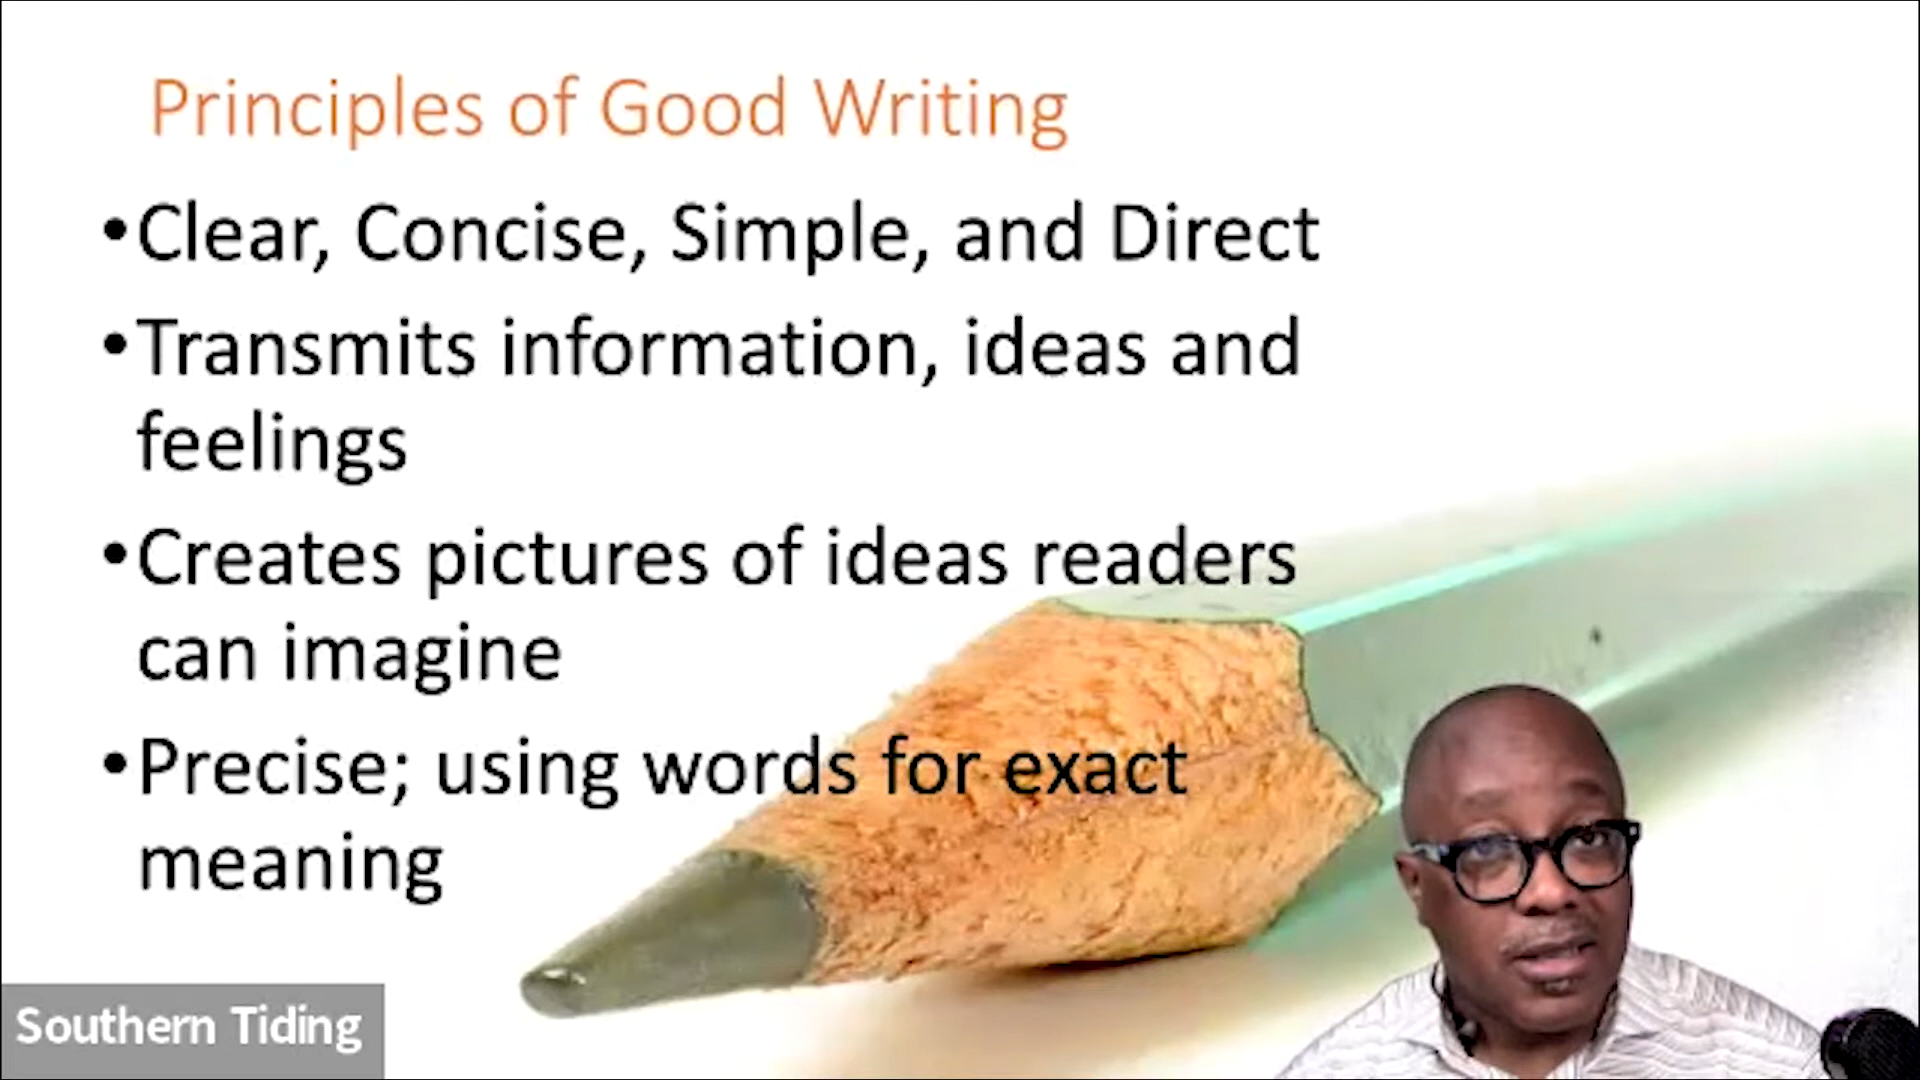 Principles of Good Writing
•Clear, Concise, Simple, and Direct
•Transmits information, ideas and
feelings
•Creates pictures of ideas readers
can imagine
•Precise; using words for exact
meaning
Southern Tiding